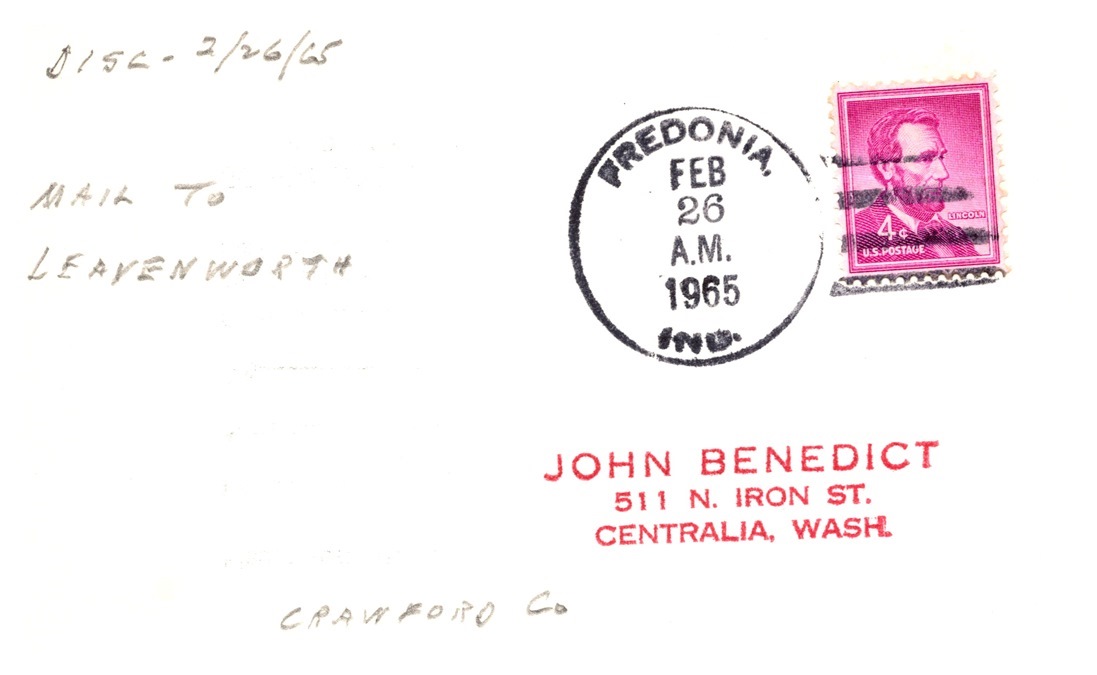 DISC - 2/26/65
MAIL TO
LEAVENWORTH
FREDONIA,
FEB
26
A.M.
1965
IND.
LINCOLN
4¢
U.S. POSTAGE
JOHN BENEDICT
511 N. IRON ST.
CENTRALIA, WASH.
CRAWFORD Co